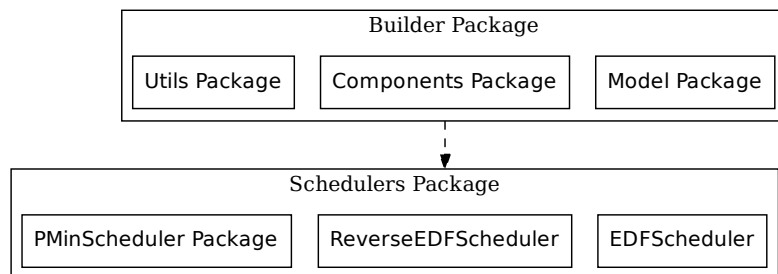 Builder Package
Utils Package
Components Package
Model Package
Schedulers Package
PMinScheduler Package
ReverseEDFScheduler
EDFScheduler